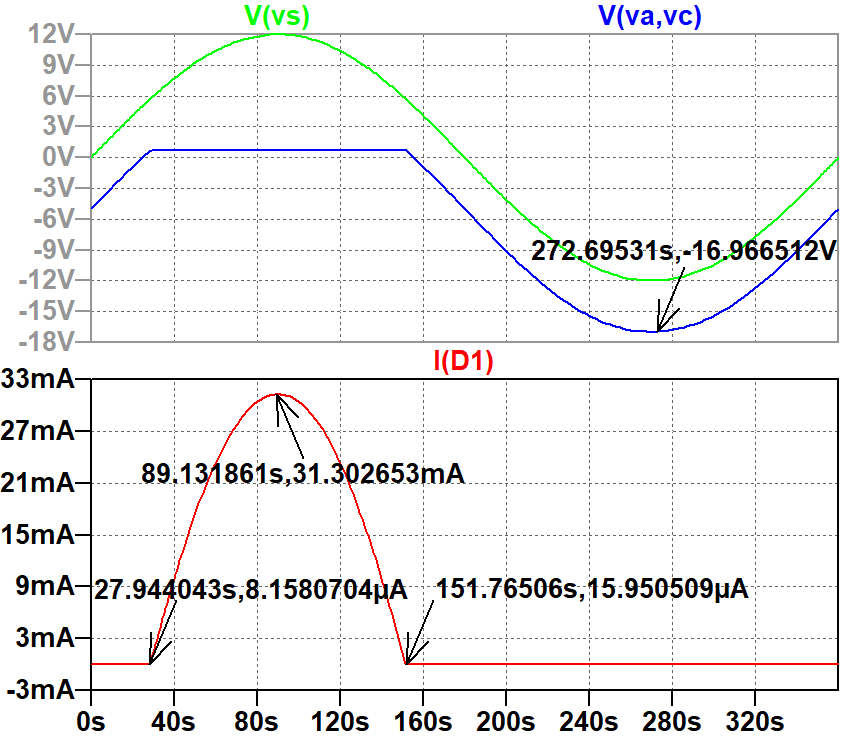 V(vs) V(va,vc)
12V
9V
6V
3V
0V
-3V
-6V
-9V
-12V
-15V
-18V
272.69531s,-16.966512V
I(D1)
33mA
27mA
21mA
15mA
9mA
3mA
-3mA
89.131861s,31.302653mA
27.944043s,8.1580704µA
151.76506s,15.950509µA
0s 40s 80s 120s 160s 200s 240s 280s 320s